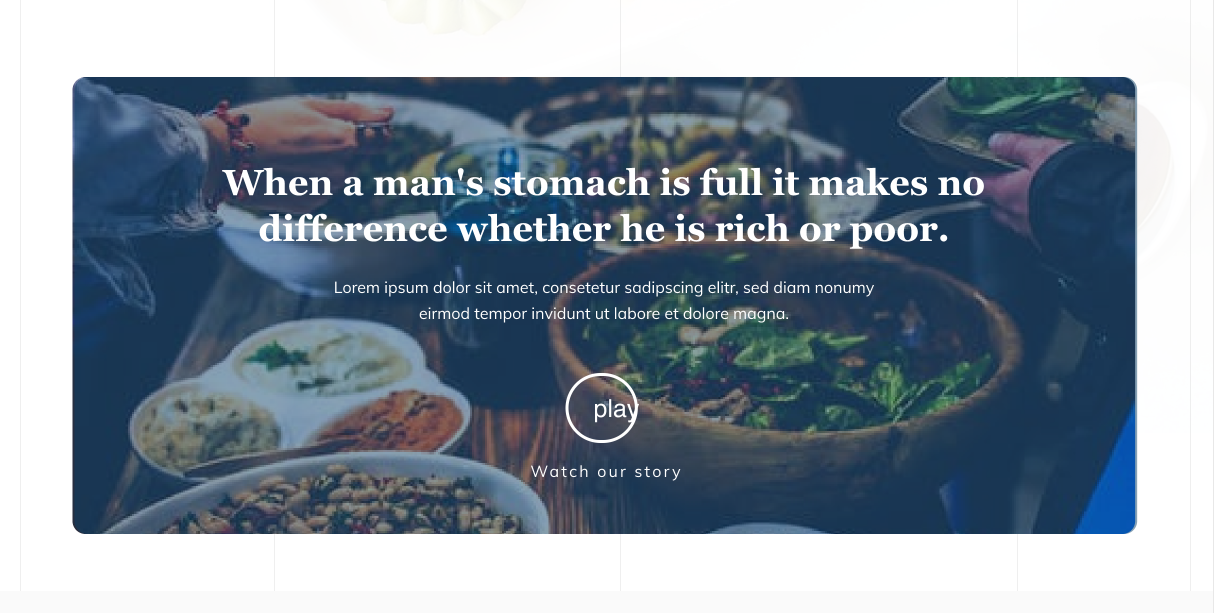 When a man's stomach is full it makes no
difference whether he is rich or poor.
Lorem ipsum dolor sit amet, consetetur sadipscing elitr, sed diam nonumy
eirmod tempor invidunt ut labore et dolore magna.
play
Watch our story